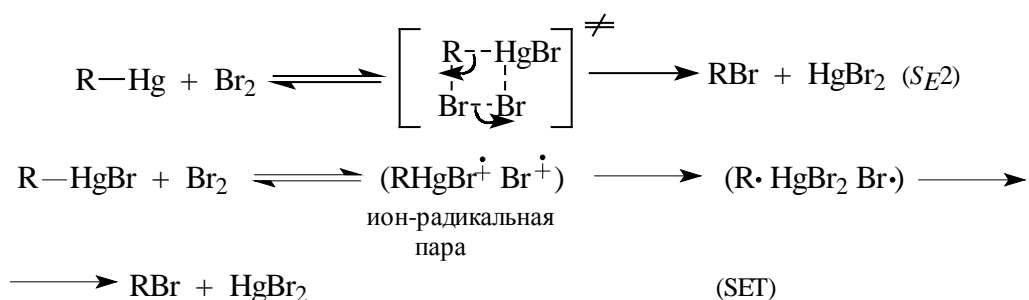 R—Hg + Br₂ ⇌ [R--HgBr Br--Br]≠ → RBr + HgBr₂ (S_E2)
R—HgBr + Br₂ ⇌ (RHgBr⁺• Br⁺•) → (R• HgBr₂ Br•) →
ион-радикальная
пара
→ RBr + HgBr₂ (SET)